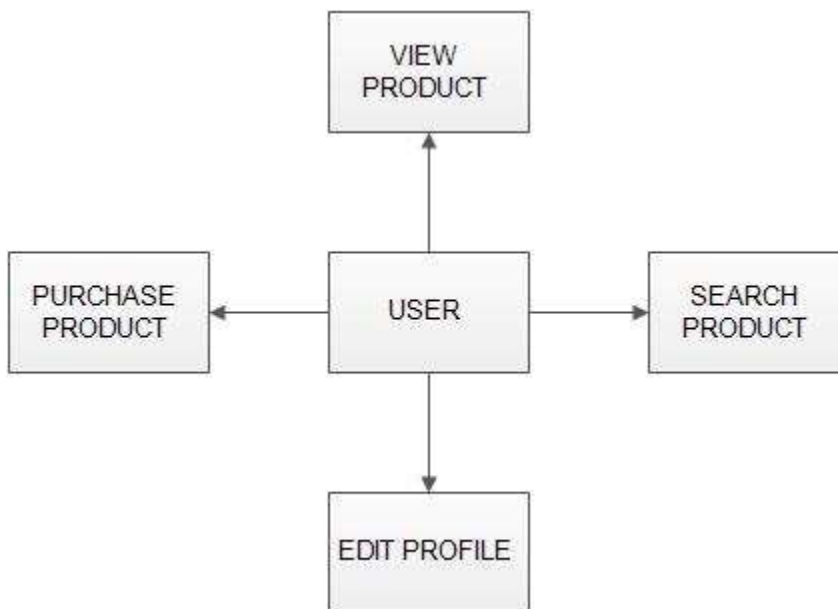 VIEW
PRODUCT
PURCHASE
PRODUCT
USER
SEARCH
PRODUCT
EDIT PROFILE